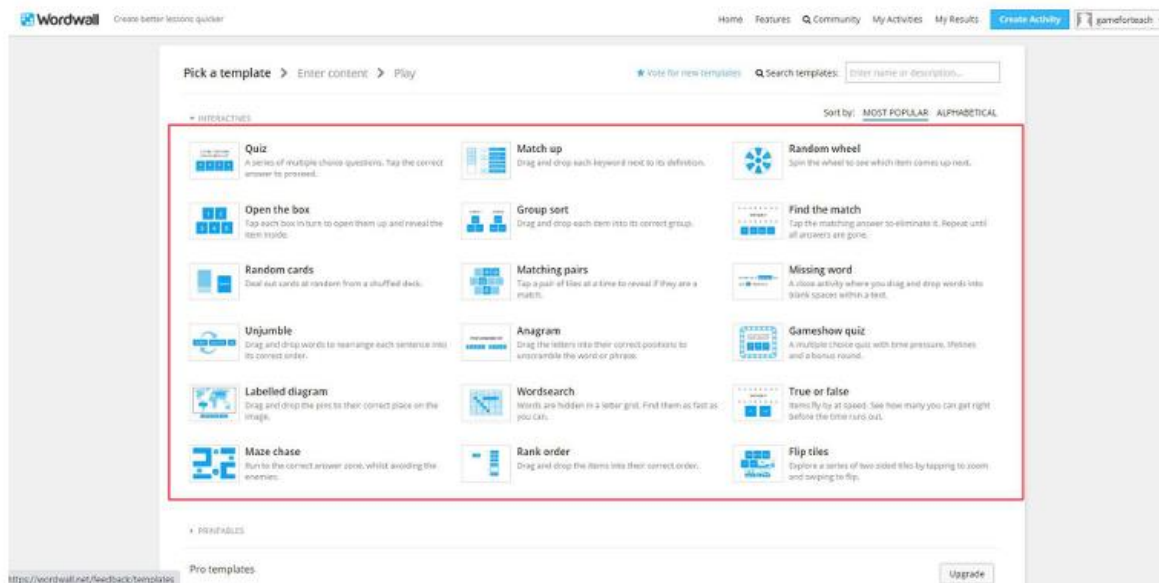 Wordwall Create better lessons quicker
Home Features Community My Activities My Results Create Activity gameforteach
Pick a template > Enter content > Play
Vote for new templates Search templates: Enter name or description...
INTERACTIVES
Sort by: MOST POPULAR ALPHABETICAL
Quiz
A series of multiple choice questions. Tap the correct
answer to proceed.
Match up
Drag and drop each keyword next to its definition.
Random wheel
Spin the wheel to see which item comes up next.
Open the box
Tap each box in turn to open them up and reveal the
item inside.
Group sort
Drag and drop each item into its correct group.
Find the match
Tap the matching answer to eliminate it. Repeat until
all answers are gone.
Random cards
Deal out cards at random from a shuffled deck.
Matching pairs
Tap a pair of tiles at a time to reveal if they are a
match.
Missing word
A cloze activity where you drag and drop words into
blank spaces within a text.
Unjumble
Drag and drop words to rearrange each sentence into
its correct order.
Anagram
Drag the letters into their correct positions to
unscramble the word or phrase.
Gameshow quiz
A multiple choice quiz with time pressure, lifelines
and a bonus round.
Labelled diagram
Drag and drop the pins to their correct place on the
image.
Wordsearch
Words are hidden in a letter grid. Find them as fast as
you can.
True or false
Items fly by at speed. See how many you can get right
before the time runs out.
Maze chase
Run to the correct answer zone, whilst avoiding the
enemies.
Rank order
Drag and drop the items into their correct order.
Flip tiles
Explore a series of two sided tiles by tapping to zoom
and swiping to flip.
PRINTABLES
Pro templates
Upgrade
https://wordwall.net/feedback/templates